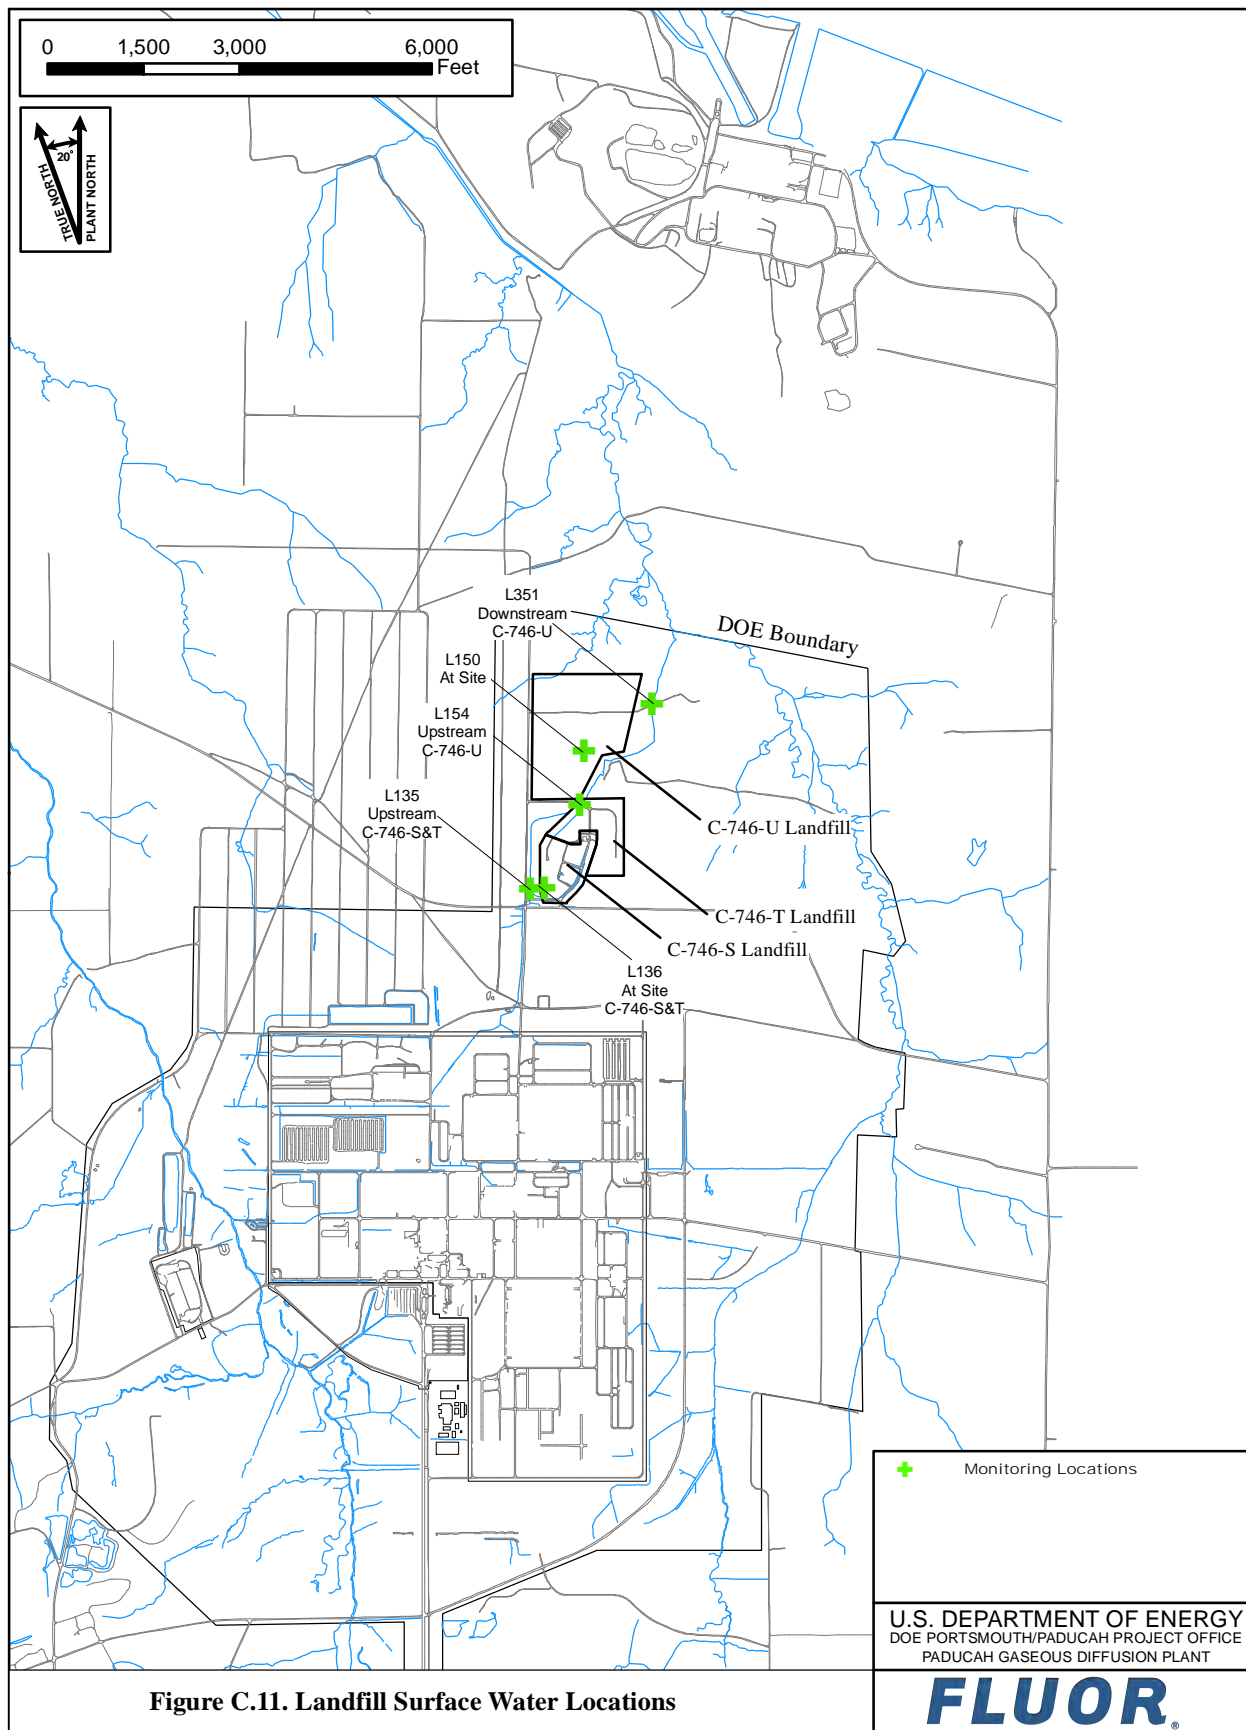 0 1,500 3,000 6,000
Feet
20°
TRUE NORTH
PLANT NORTH
L351
Downstream
C-746-U
DOE Boundary
L150
At Site
L154
Upstream
C-746-U
L135
Upstream
C-746-S&T
C-746-U Landfill
C-746-T Landfill
C-746-S Landfill
L136
At Site
C-746-S&T
Monitoring Locations
U.S. DEPARTMENT OF ENERGY
DOE PORTSMOUTH/PADUCAH PROJECT OFFICE
PADUCAH GASEOUS DIFFUSION PLANT
Figure C.11. Landfill Surface Water Locations
FLUOR®